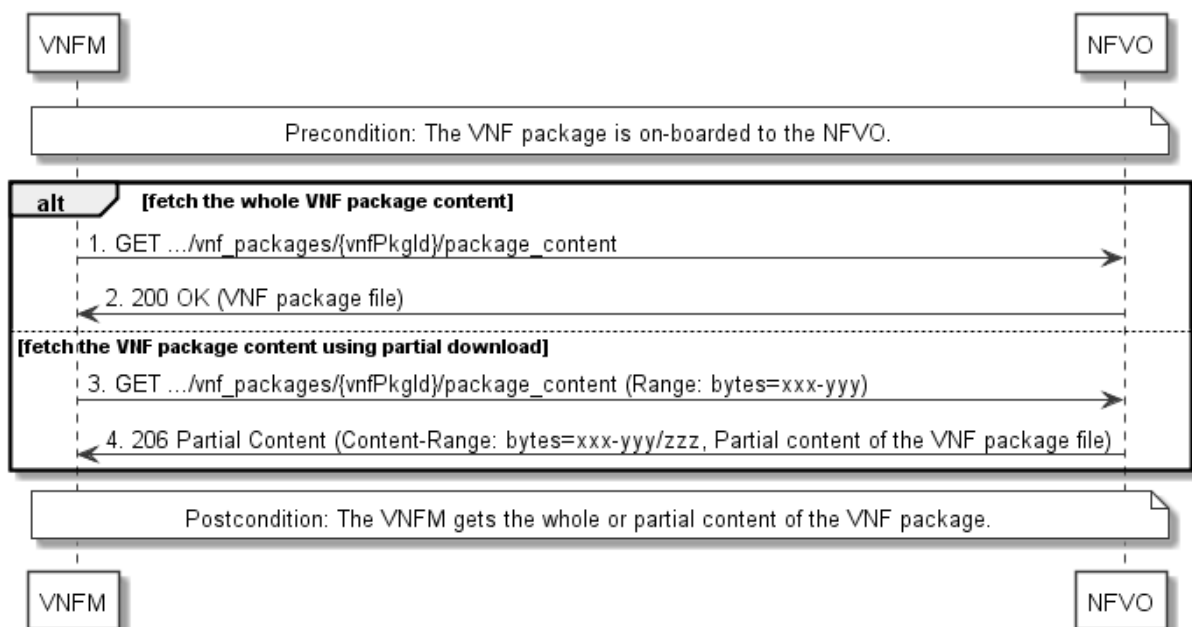 VNFM
NFVO
Precondition: The VNF package is on-boarded to the NFVO.
alt
[fetch the whole VNF package content]
1. GET .../vnf_packages/{vnfPkgId}/package_content
2. 200 OK (VNF package file)
[fetch the VNF package content using partial download]
3. GET .../vnf_packages/{vnfPkgId}/package_content (Range: bytes=xxx-yyy)
4. 206 Partial Content (Content-Range: bytes=xxx-yyy/zzz, Partial content of the VNF package file)
Postcondition: The VNFM gets the whole or partial content of the VNF package.
VNFM
NFVO